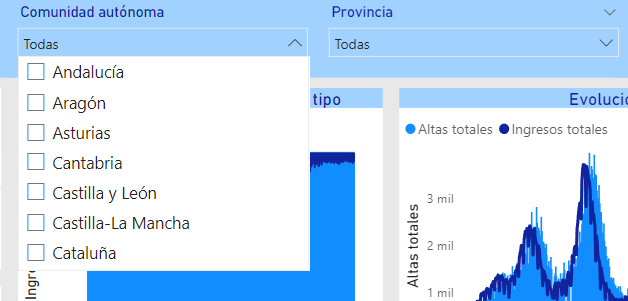 Comunidad autónoma
Provincia
Todas
Todas
Andalucía
Aragón
Asturias
Cantabria
Castilla y León
Castilla-La Mancha
Cataluña
tipo
Evolució
Altas totales
Ingresos totales
Altas totales
3 mil
2 mil
1 mil
Ingre